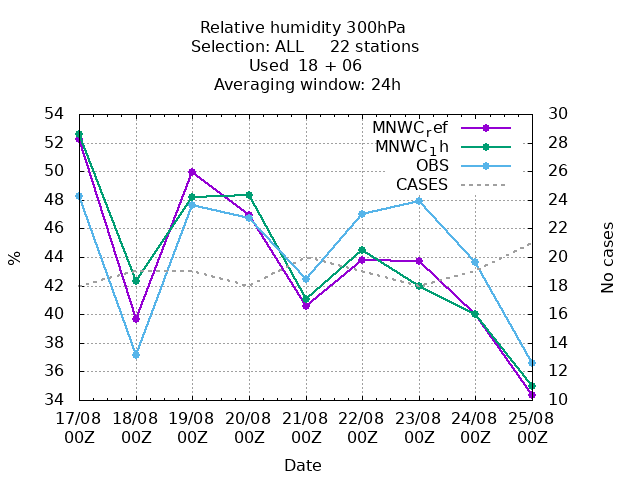 Relative humidity 300hPa
Selection: ALL 22 stations
Used 18 + 06
Averaging window: 24h
54 30
52 28
50 26
48 24
46 22
44 20
42 18
40 16
38 14
36 12
34 10
MNWCref
MNWC1h
OBS
CASES
%
No cases
17/08 18/08 19/08 20/08 21/08 22/08 23/08 24/08 25/08
00Z 00Z 00Z 00Z 00Z 00Z 00Z 00Z 00Z
Date